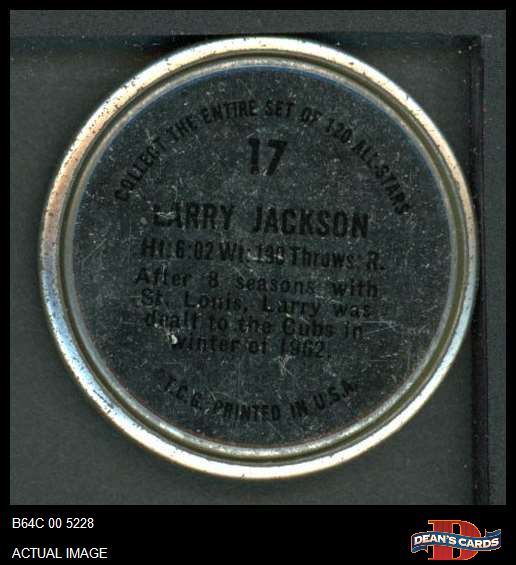 COLLECT THE ENTIRE SET OF 120 ALL-STARS
17
LARRY JACKSON
Ht: 6:02 Wt: 190 Throws: R.
After 8 seasons with
St. Louis, Larry was
dealt to the Cubs in
winter of 1962.
©T.C.G. PRINTED IN U.S.A.
B64C 00 5228
ACTUAL IMAGE
D
DEAN'S CARDS